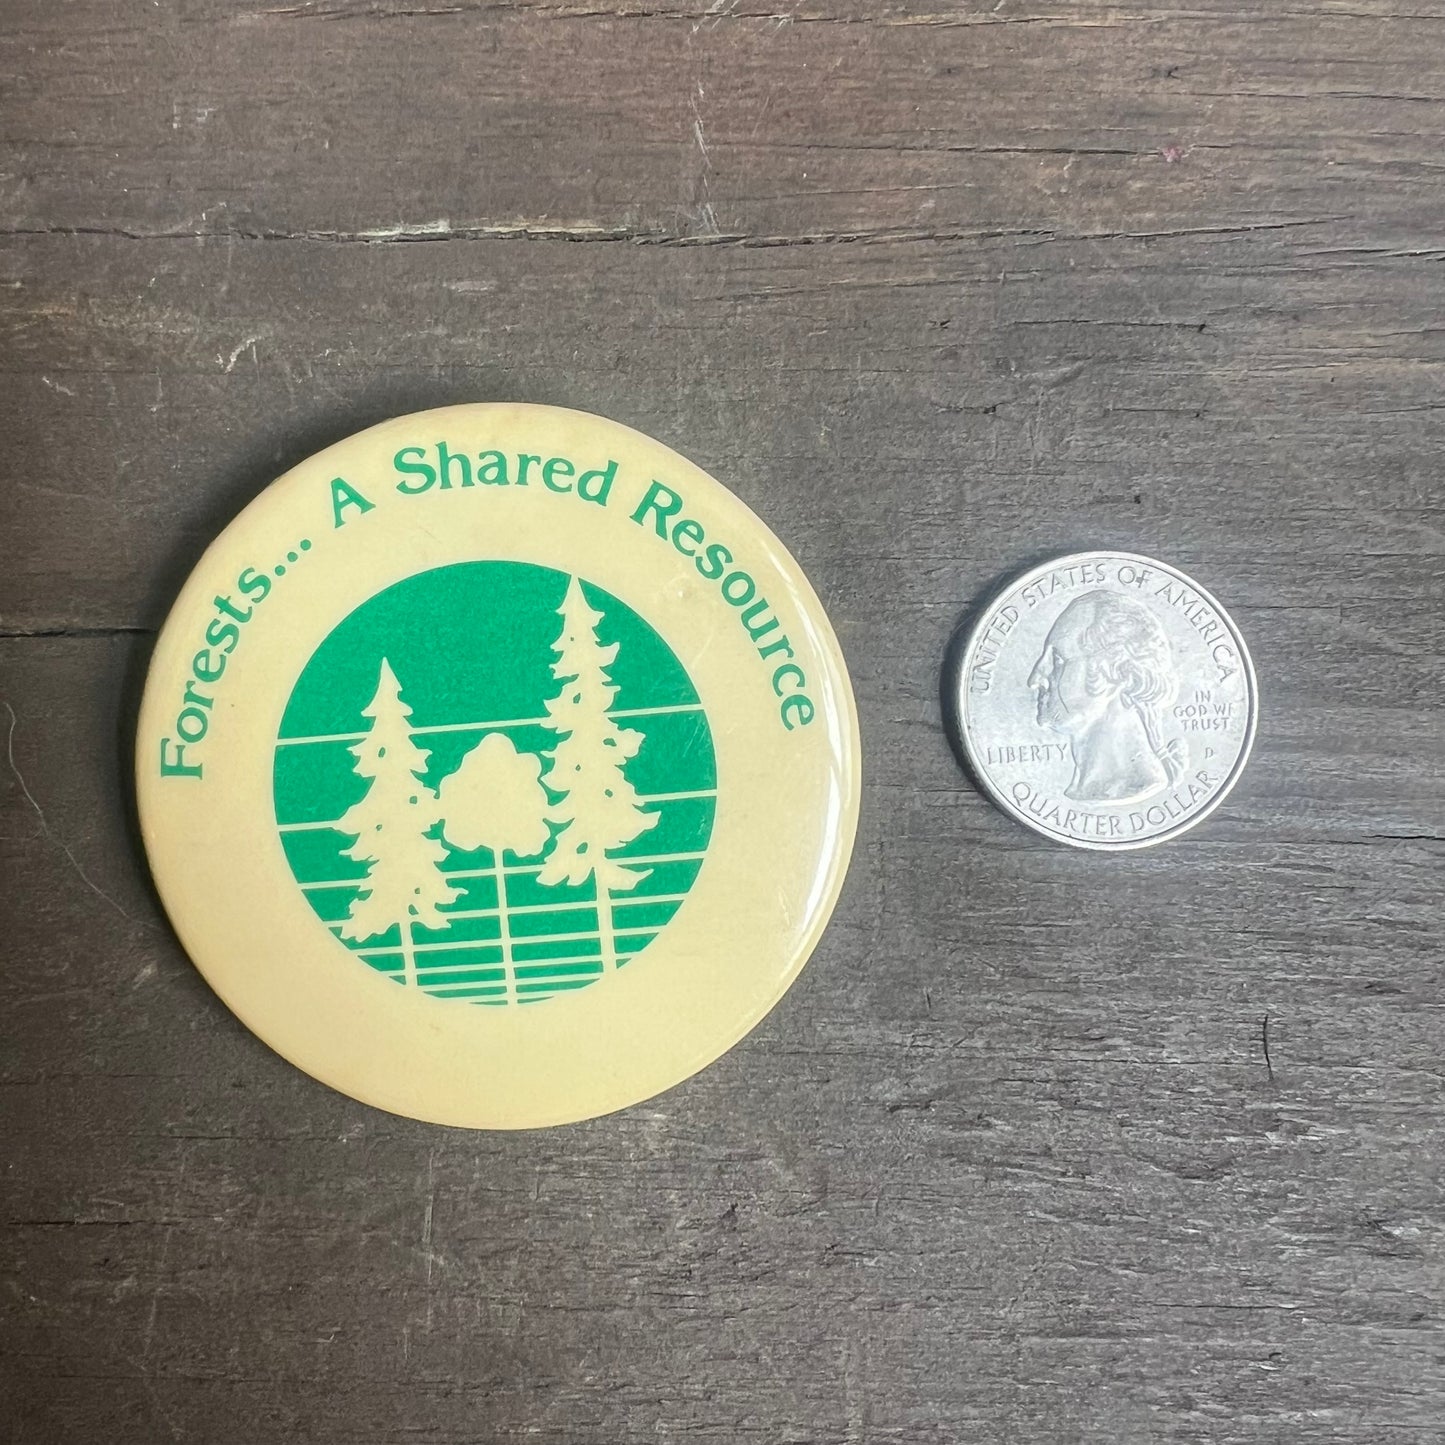 Forests... A Shared Resource
UNITED STATES OF AMERICA
LIBERTY
IN
GOD WE
TRUST
D
QUARTER DOLLAR